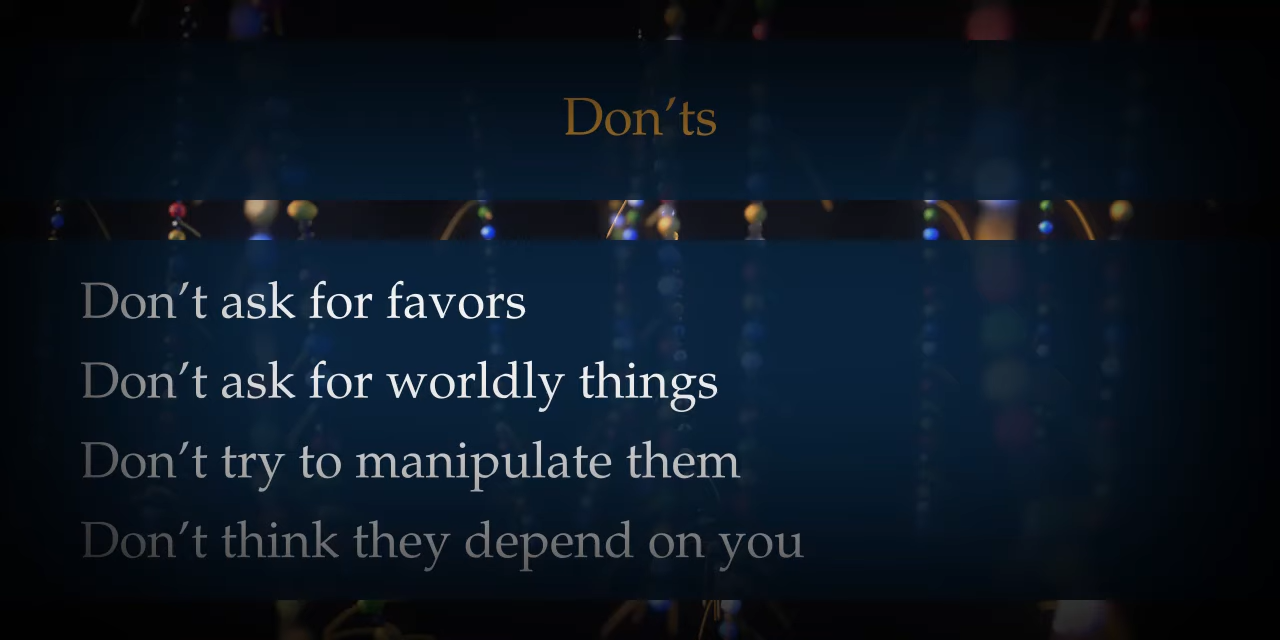 Don’ts
Don’t ask for favors
Don’t ask for worldly things
Don’t try to manipulate them
Don’t think they depend on you